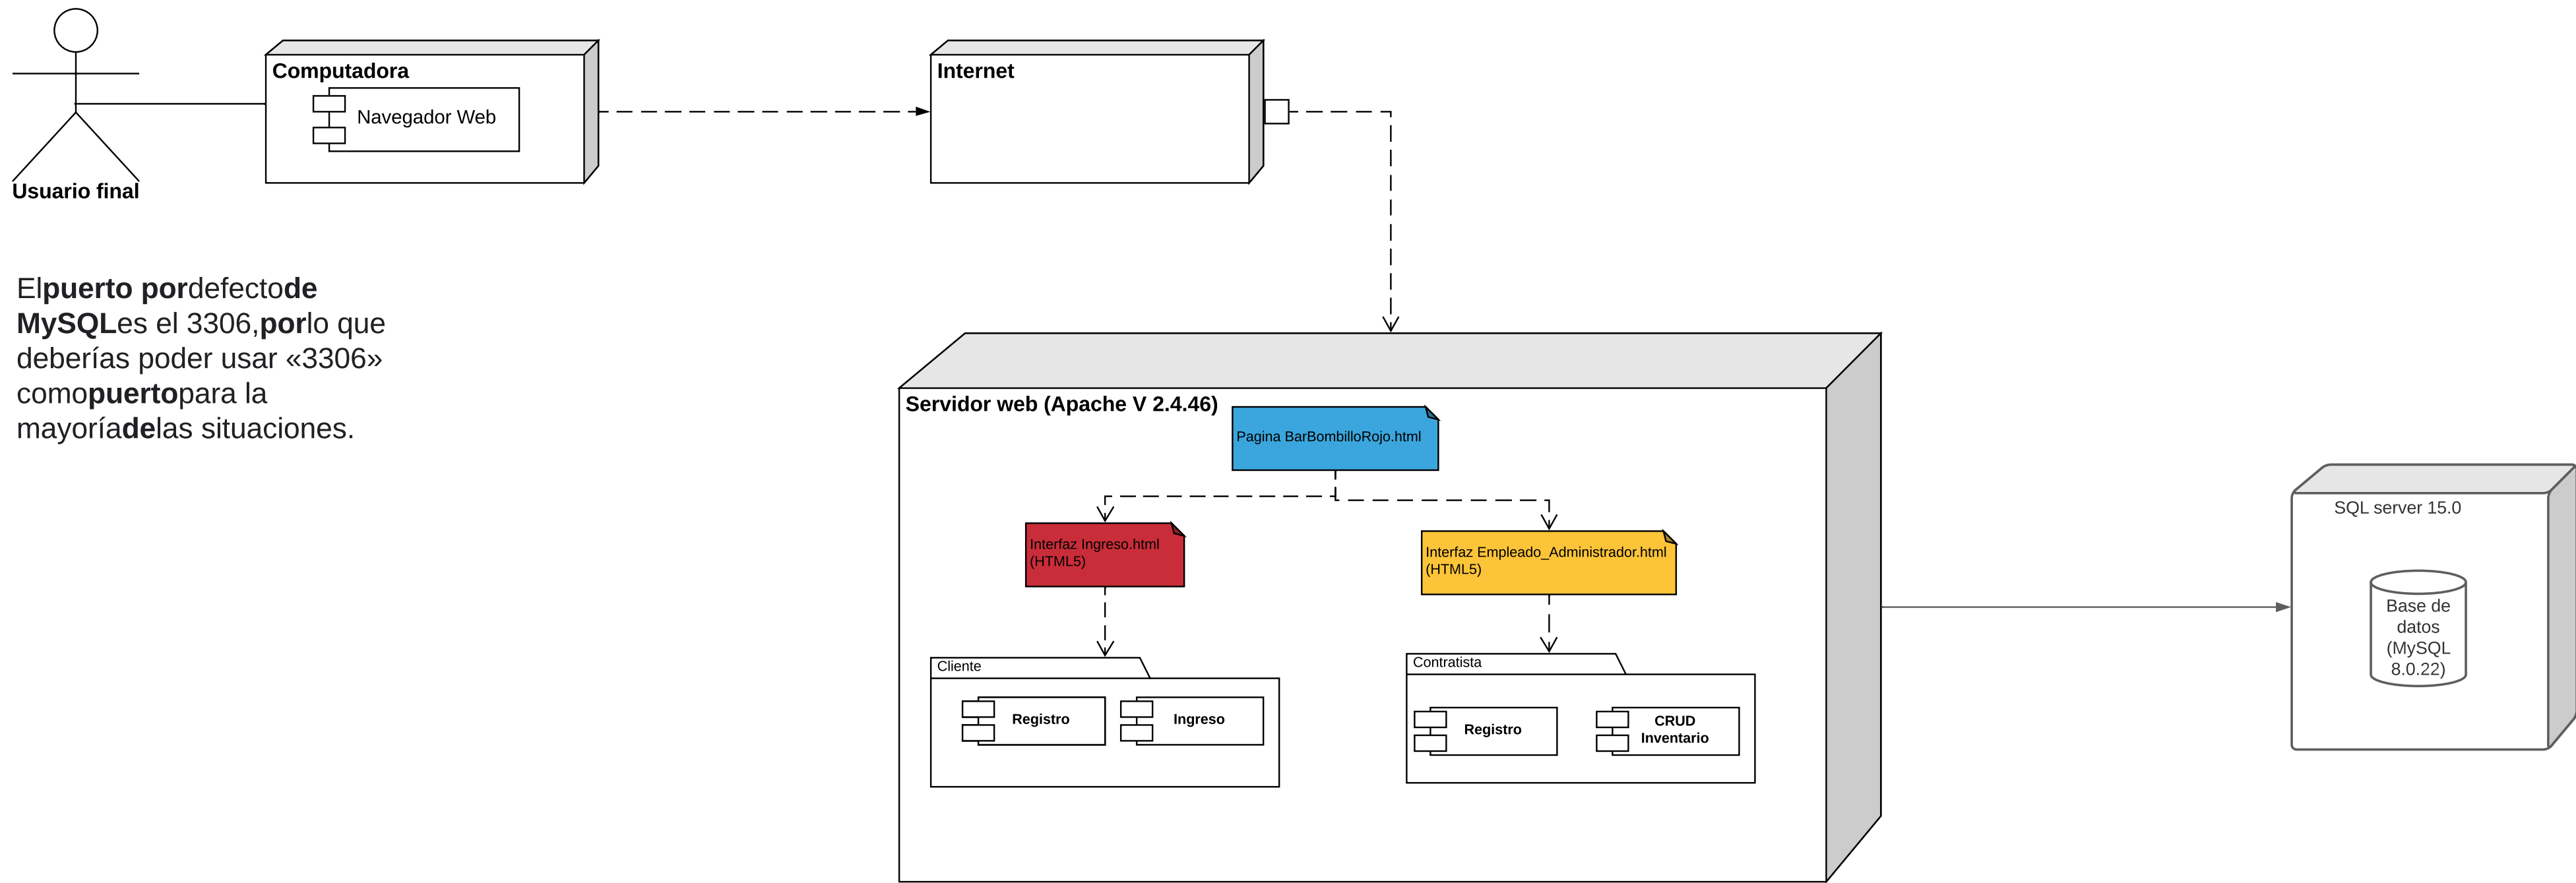 Usuario final
Computadora
Navegador Web
Internet
Elpuerto pordefectode
MySQLes el 3306,porlo que
deberías poder usar «3306»
comopuertopara la
mayoríadelas situaciones.
Servidor web (Apache V 2.4.46)
Pagina BarBombilloRojo.html
Interfaz Ingreso.html
(HTML5)
Interfaz Empleado_Administrador.html
(HTML5)
Cliente
Registro
Ingreso
Contratista
Registro
CRUD
Inventario
SQL server 15.0
Base de
datos
(MySQL
8.0.22)